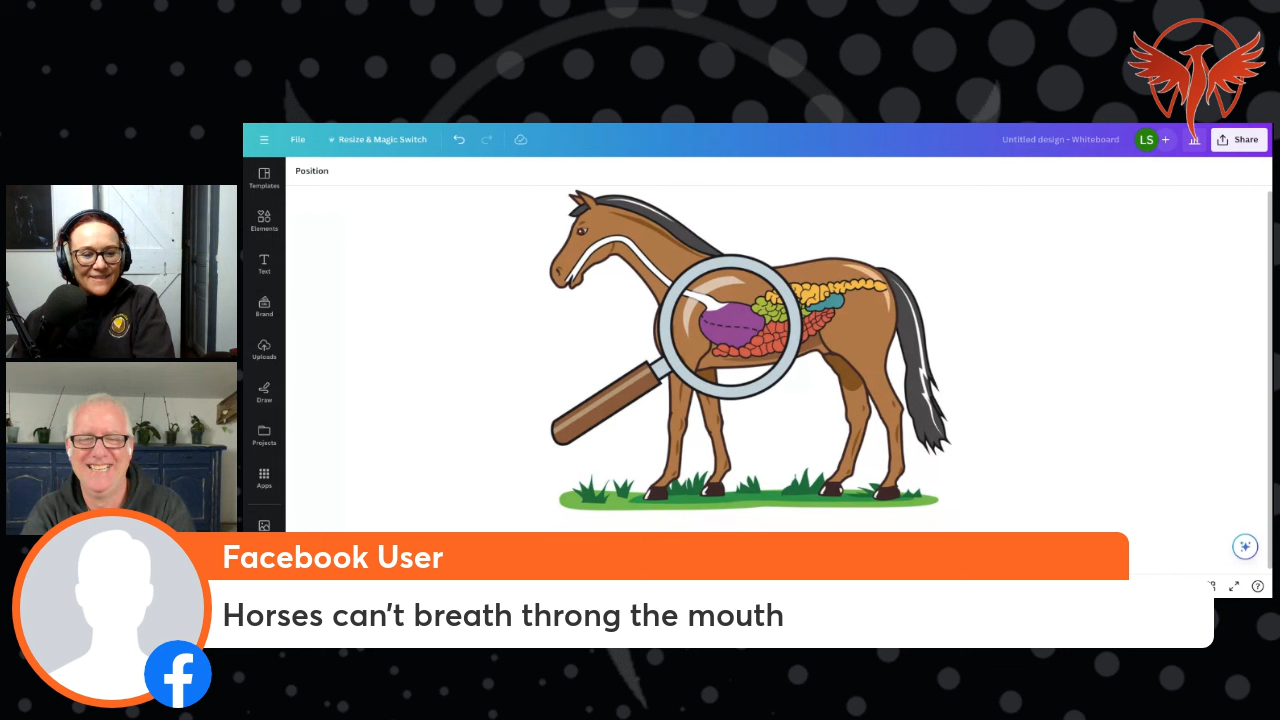 File
Resize & Magic Switch
Untitled design - Whiteboard
LS
+
Share
Position
Templates
Elements
Text
Brand
Uploads
Draw
Projects
Apps
Facebook User
Horses can't breath throng the mouth